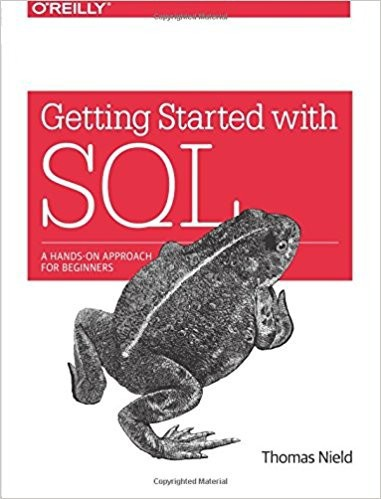 Copyrighted Material
O'REILLY®
Getting Started with
SQL
A HANDS-ON APPROACH
FOR BEGINNERS
Thomas Nield
Copyrighted Material